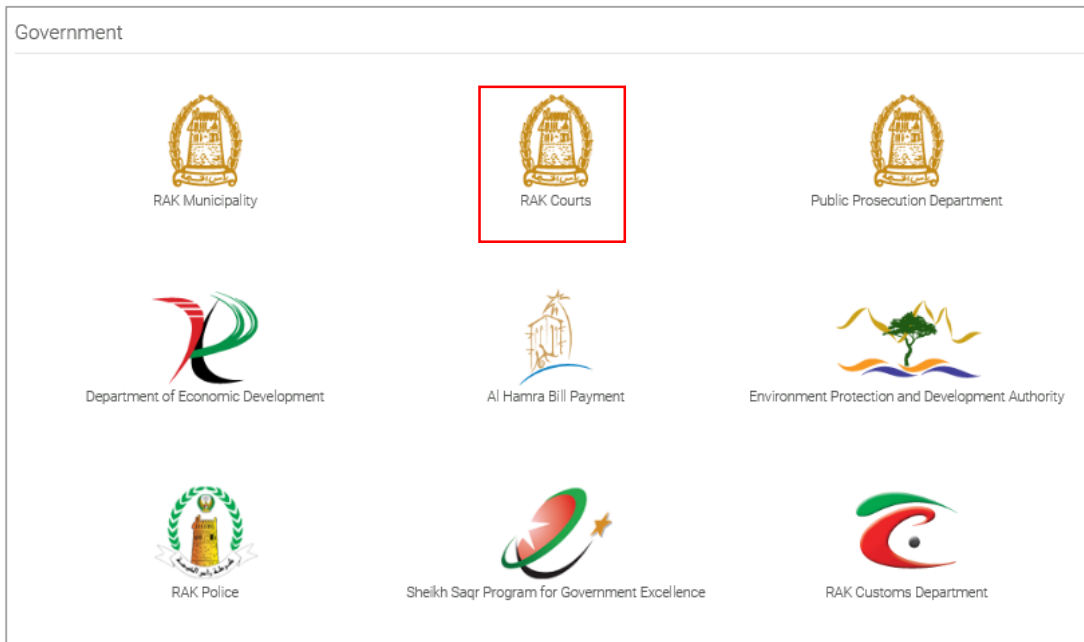 Government
RAK Municipality
RAK Courts
Public Prosecution Department
Department of Economic Development
Al Hamra Bill Payment
Environment Protection and Development Authority
RAK Police
Sheikh Saqr Program for Government Excellence
RAK Customs Department